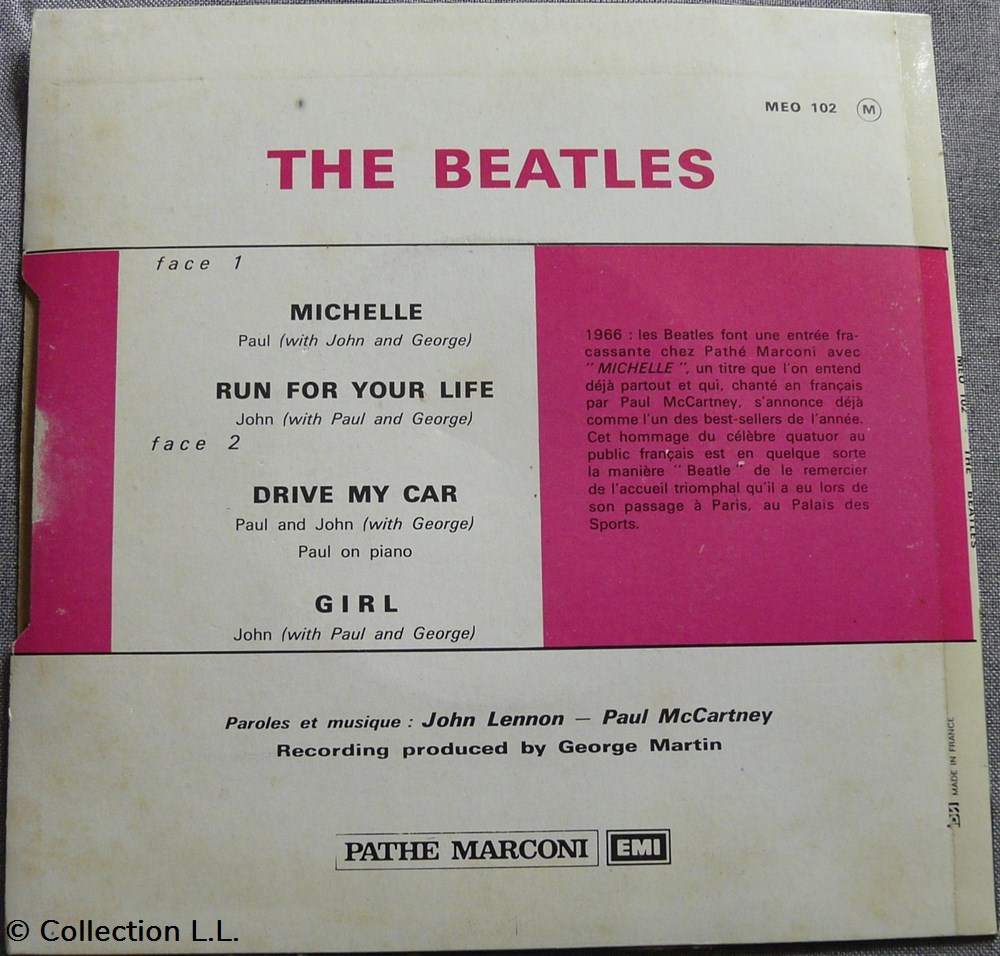 MEO 102 M
THE BEATLES
face 1
MICHELLE
Paul (with John and George)
RUN FOR YOUR LIFE
John (with Paul and George)
face 2
DRIVE MY CAR
Paul and John (with George)
Paul on piano
GIRL
John (with Paul and George)
1966 : les Beatles font une entrée fra-
cassante chez Pathé Marconi avec
" MICHELLE ", un titre que l'on entend
déjà partout et qui, chanté en français
par Paul McCartney, s'annonce déjà
comme l'un des best-sellers de l'année.
Cet hommage du célèbre quatuor au
public français est en quelque sorte
la manière " Beatle " de le remercier
de l'accueil triomphal qu'il a eu lors de
son passage à Paris, au Palais des
Sports.
MEO 102 THE BEATLES
Paroles et musique : John Lennon — Paul McCartney
Recording produced by George Martin
EMI MADE IN FRANCE
PATHE MARCONI EMI
© Collection L.L.